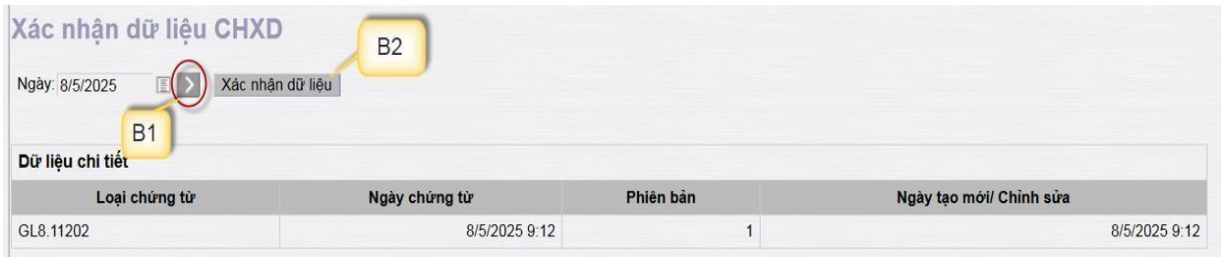 Xác nhận dữ liệu CHXD
B2
Ngày: 8/5/2025 Xác nhận dữ liệu
B1
Dữ liệu chi tiết
Loại chứng từ Ngày chứng từ Phiên bản Ngày tạo mới/ Chỉnh sửa
GL8.11202 8/5/2025 9:12 1 8/5/2025 9:12